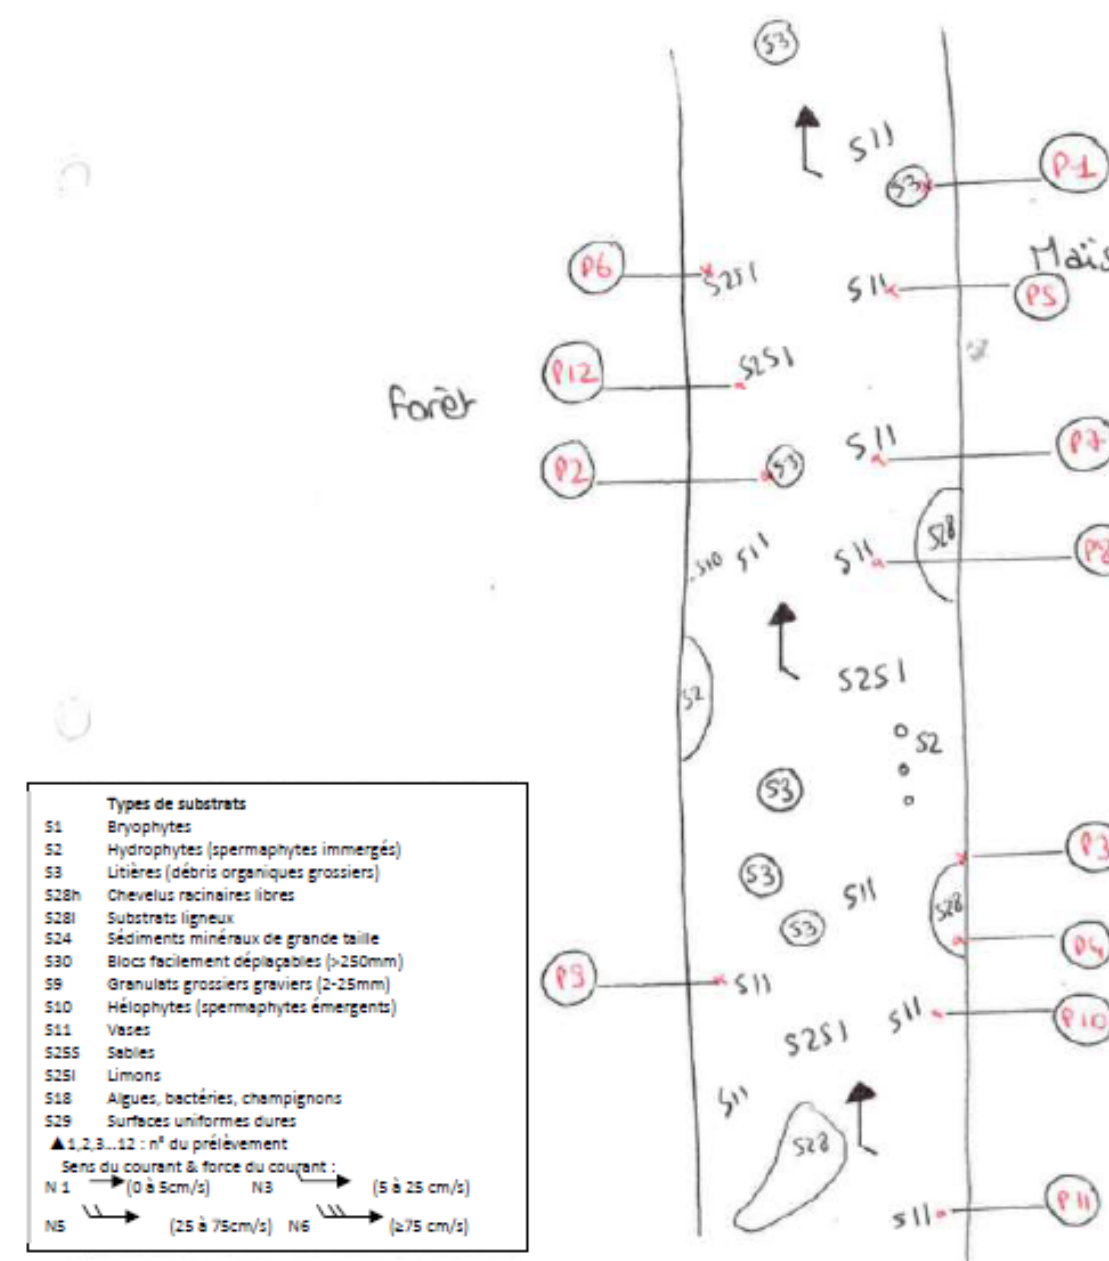 S3
S11
P1
S3
Maïs
P6
S25I
S11
P5
P12
S25I
forêt
P2
S3
S11
P7
S28
S10
S11
S11
P8
S2
S25I
S2
S3
S3
S11
S3
P3
S28
P4
P9
S11
S25I
S11
P10
S11
S28
S11
P11
Types de substrats
S1 Bryophytes
S2 Hydrophytes (spermaphytes immergés)
S3 Litières (débris organiques grossiers)
S28h Chevelus racinaires libres
S28l Substrats ligneux
S24 Sédiments minéraux de grande taille
S30 Blocs facilement déplaçables (>250mm)
S9 Granulats grossiers graviers (2-25mm)
S10 Hélophytes (spermaphytes émergents)
S11 Vases
S25S Sables
S25l Limons
S18 Algues, bactéries, champignons
S29 Surfaces uniformes dures
▲1,2,3...12 : n° du prélèvement
Sens du courant & force du courant :
N 1 (0 à 5cm/s) N3 (5 à 25 cm/s)
N5 (25 à 75cm/s) N6 (≥75 cm/s)